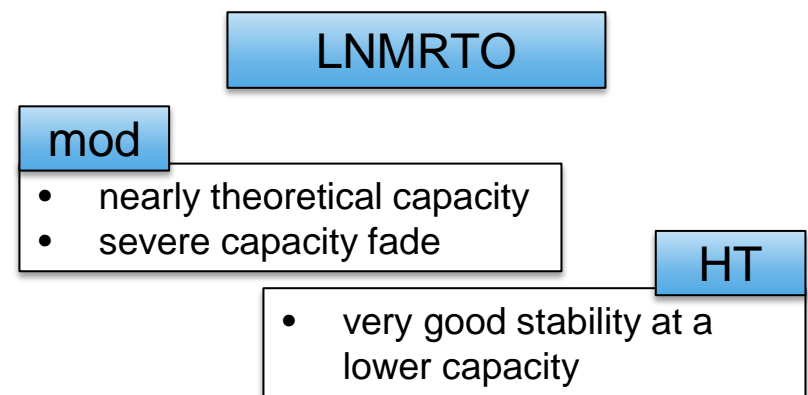 LNMRTO
mod
• nearly theoretical capacity
• severe capacity fade
HT
• very good stability at a
lower capacity